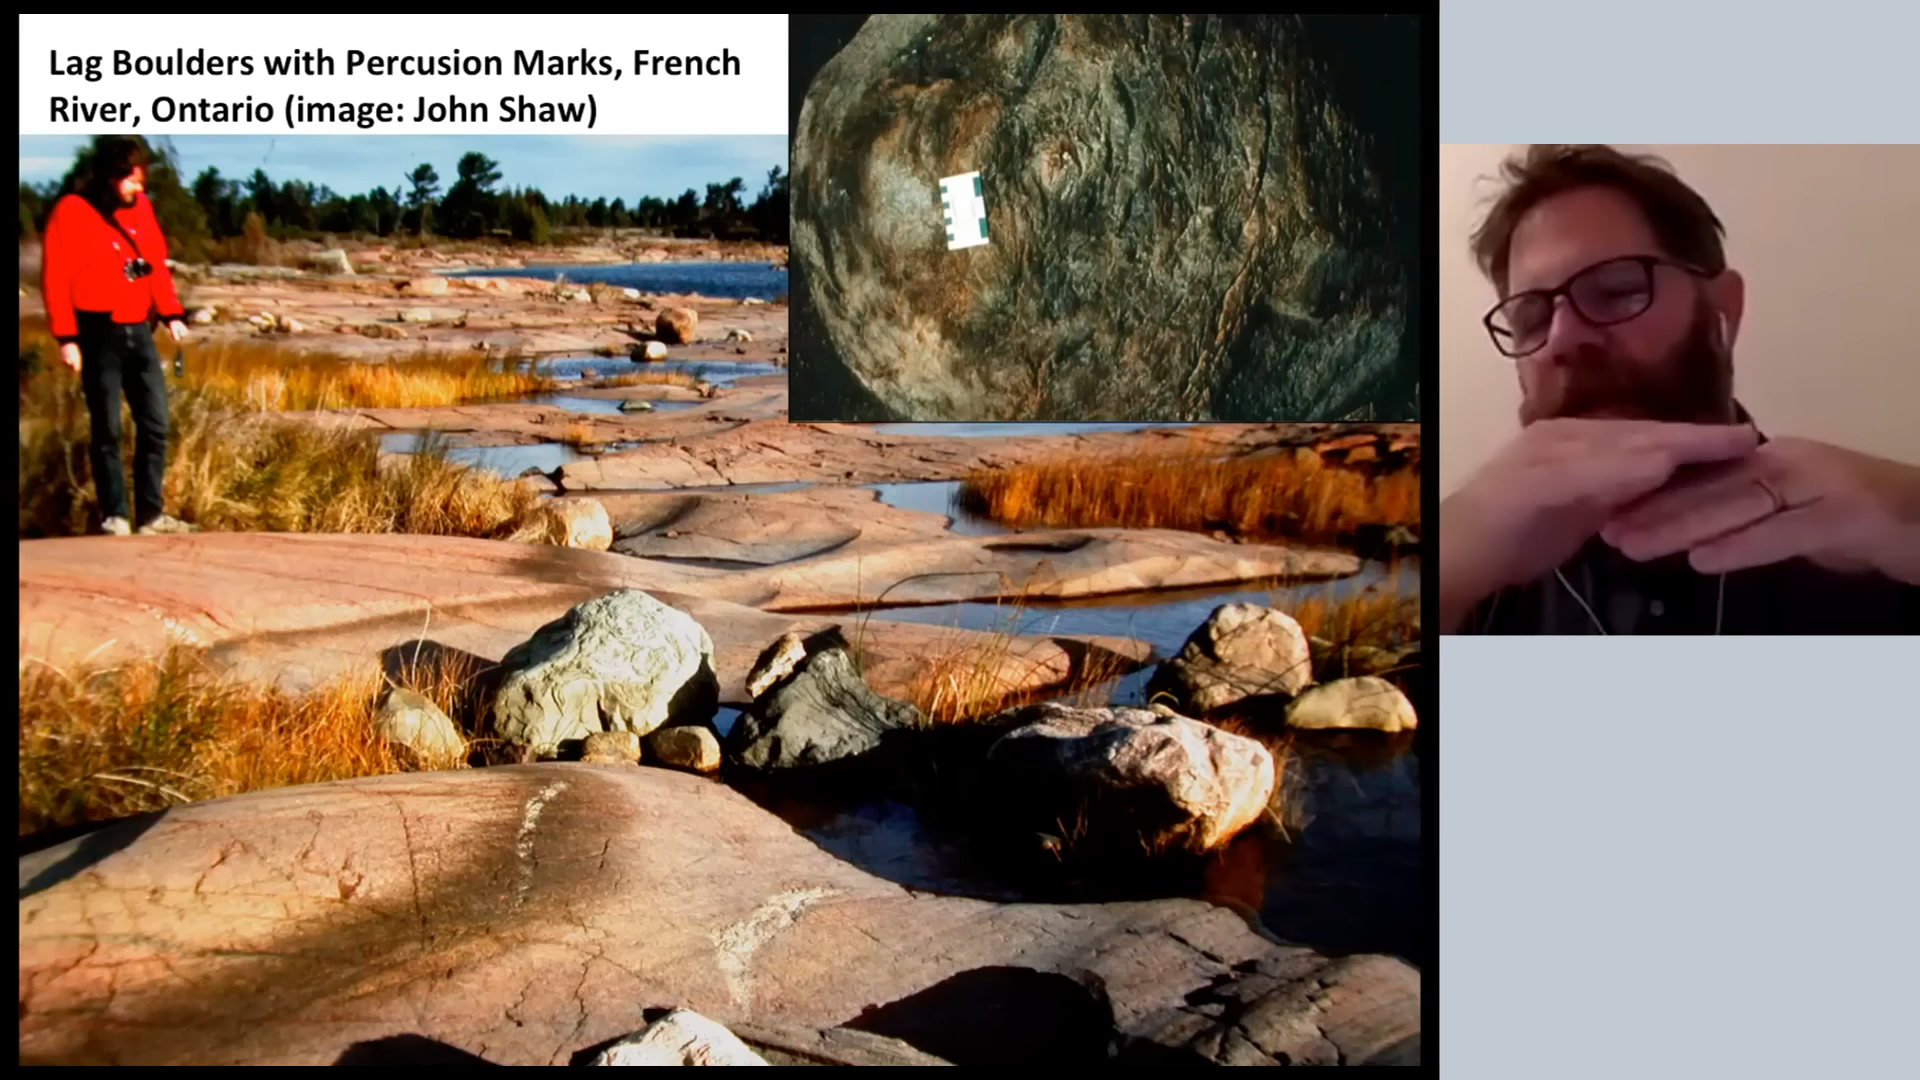 Lag Boulders with Percusion Marks, French
River, Ontario (image: John Shaw)